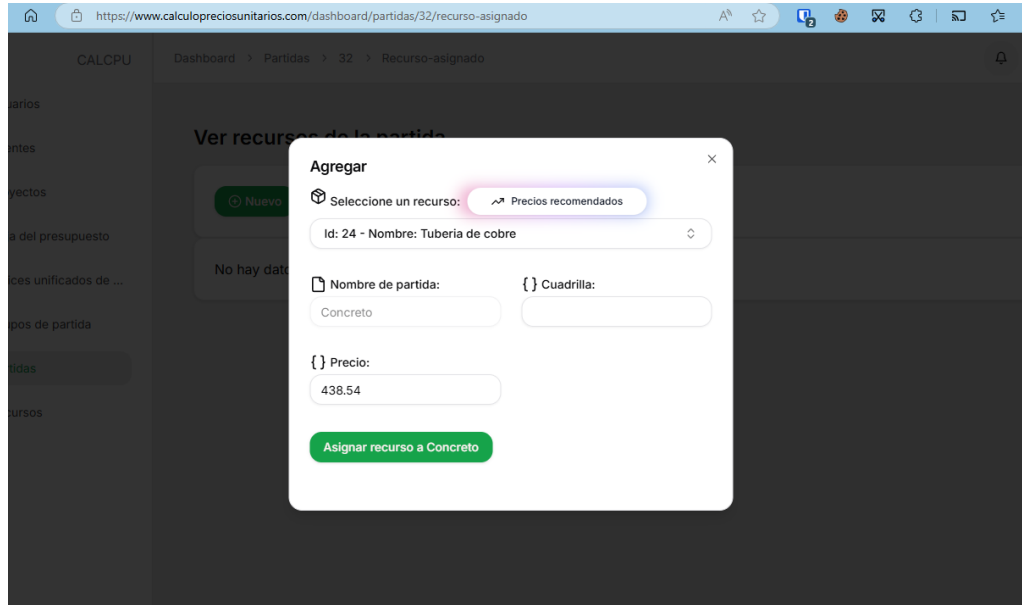 https://www.calculopreciosunitarios.com/dashboard/partidas/32/recurso-asignado
2
CALCPU
Dashboard > Partidas > 32 > Recurso-asignado
uarios
entes
yectos
a del presupuesto
ices unificados de ...
upos de partida
tidas
cursos
Ver recursos de la partida
Nuevo
No hay dato
Agregar
Seleccione un recurso:
Precios recomendados
Id: 24 - Nombre: Tuberia de cobre
Nombre de partida:
{ } Cuadrilla:
Concreto
{ } Precio:
438.54
Asignar recurso a Concreto